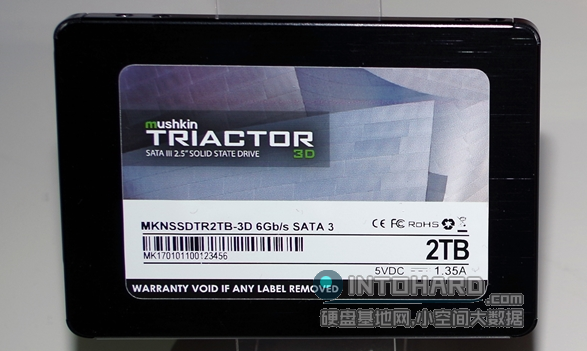 mushkin
TRIACTOR
SATA III 2.5" SOLID STATE DRIVE 3D
MKNSSDTR2TB-3D 6Gb/s SATA 3
CE FC RoHS
MK170101100123456
2TB
5VDC ⎓ 1.35A
WARRANTY VOID IF ANY LABEL REMOVED
INTOHARD.com
硬盘基地网,小空间大数据